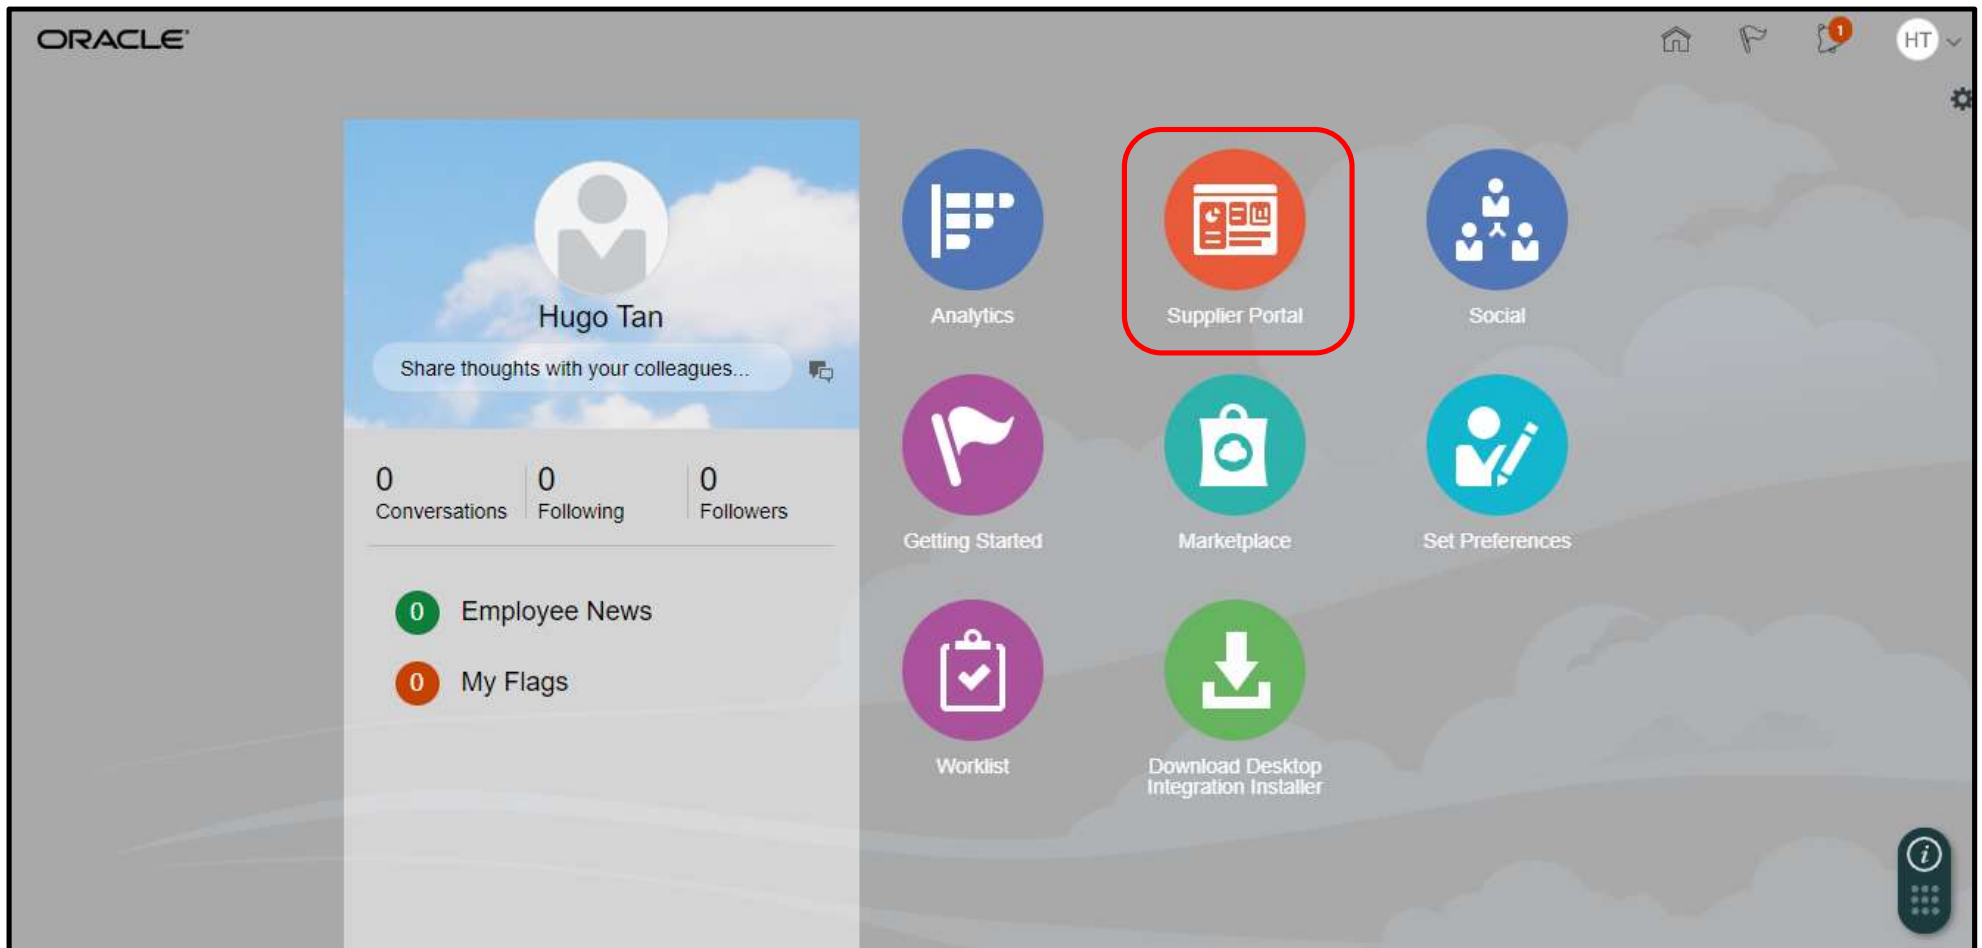 ORACLE
1
HT
Hugo Tan
Share thoughts with your colleagues...
0
Conversations
0
Following
0
Followers
0 Employee News
0 My Flags
Analytics
Supplier Portal
Social
Getting Started
Marketplace
Set Preferences
Worklist
Download Desktop
Integration Installer
i